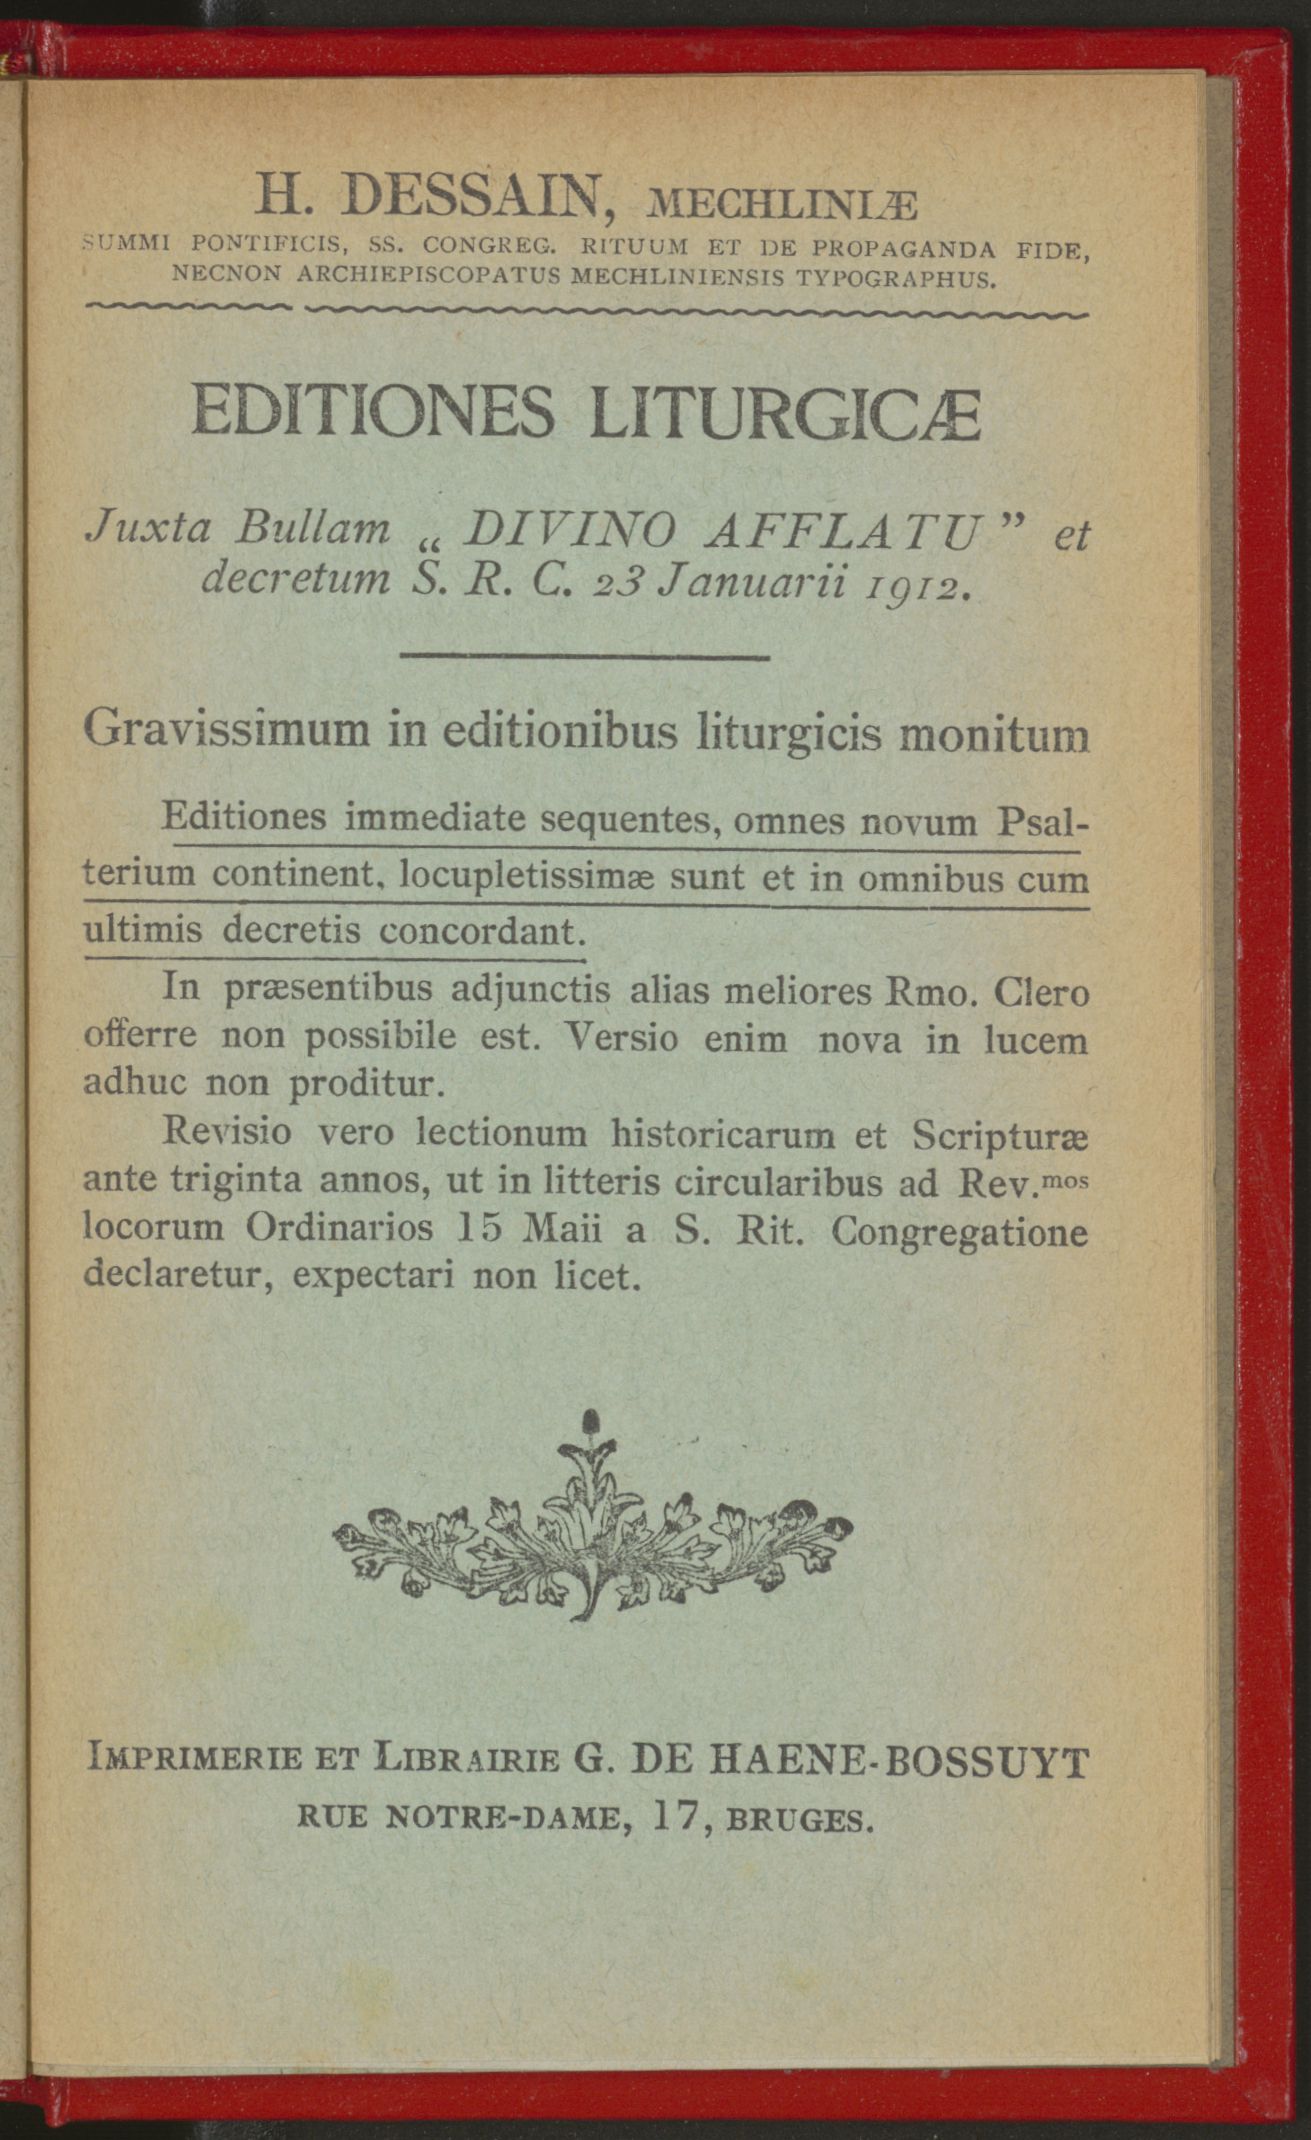 H. DESSAIN, MECHLINIÆ
SUMMI PONTIFICIS, SS. CONGREG. RITUUM ET DE PROPAGANDA FIDE,
NECNON ARCHIEPISCOPATUS MECHLINIENSIS TYPOGRAPHUS.
EDITIONES LITURGICÆ
Juxta Bullam „ DIVINO AFFLATU ” et
decretum S. R. C. 23 Januarii 1912.
Gravissimum in editionibus liturgicis monitum
Editiones immediate sequentes, omnes novum Psal-
terium continent, locupletissimæ sunt et in omnibus cum
ultimis decretis concordant.
In præsentibus adjunctis alias meliores Rmo. Clero
offerre non possibile est. Versio enim nova in lucem
adhuc non proditur.
Revisio vero lectionum historicarum et Scripturæ
ante triginta annos, ut in litteris circularibus ad Rev.mos
locorum Ordinarios 15 Maii a S. Rit. Congregatione
declaretur, expectari non licet.
IMPRIMERIE ET LIBRAIRIE G. DE HAENE-BOSSUYT
RUE NOTRE-DAME, 17, BRUGES.